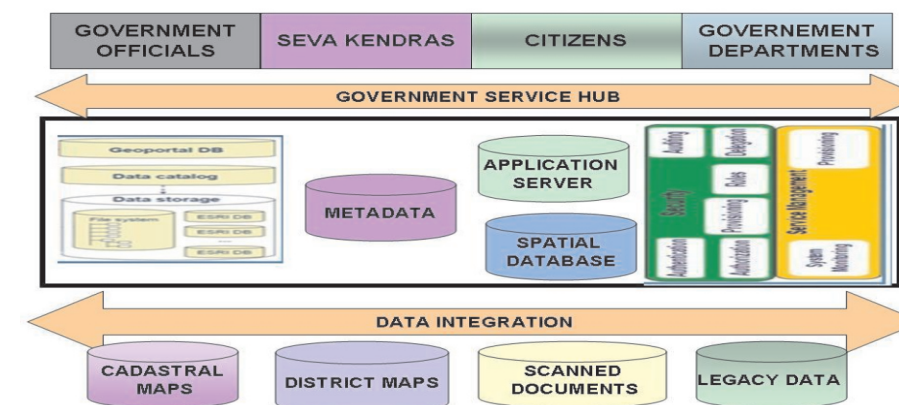 GOVERNMENT
OFFICIALS
SEVA KENDRAS
CITIZENS
GOVERNEMENT
DEPARTMENTS
GOVERNMENT SERVICE HUB
Geoportal DB
Data catalog
Data storage
File system
ESRI DB
ESRI DB
ESRI DB
METADATA
APPLICATION
SERVER
SPATIAL
DATABASE
Security
Auditing
Delegation
Roles
Provisioning
Authentication
Authorization
Service Management
Provisioning
System
Monitoring
DATA INTEGRATION
CADASTRAL
MAPS
DISTRICT MAPS
SCANNED
DOCUMENTS
LEGACY DATA